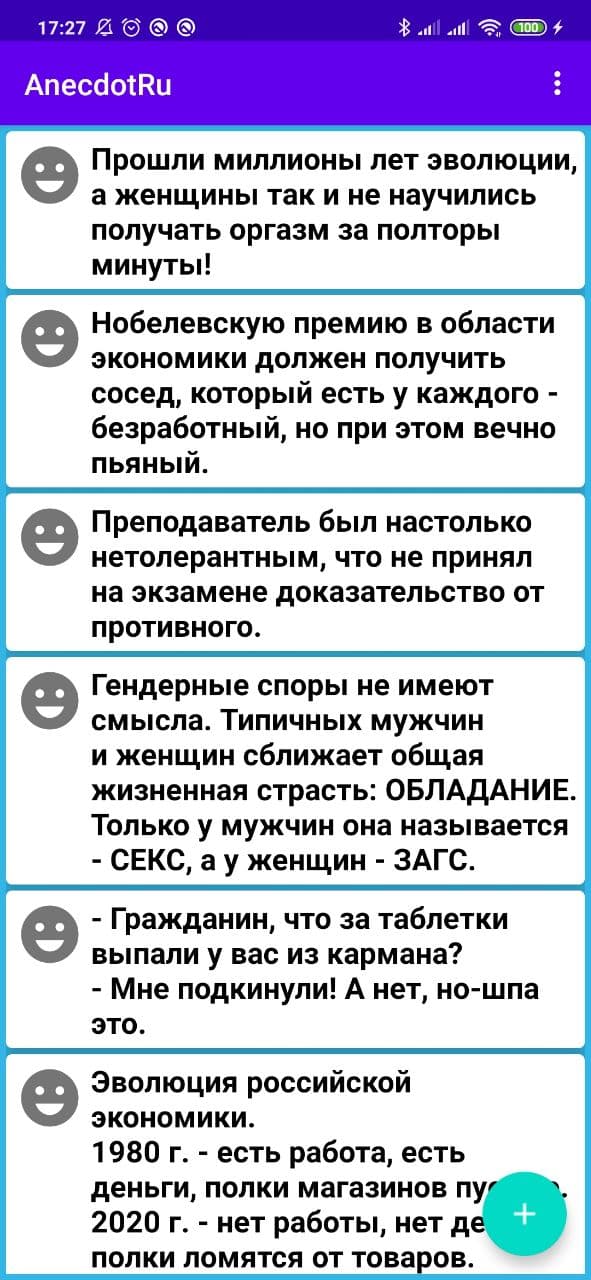 17:27
100
AnecdotRu
Прошли миллионы лет эволюции,
а женщины так и не научились
получать оргазм за полторы
минуты!
Нобелевскую премию в области
экономики должен получить
сосед, который есть у каждого -
безработный, но при этом вечно
пьяный.
Преподаватель был настолько
нетолерантным, что не принял
на экзамене доказательство от
противного.
Гендерные споры не имеют
смысла. Типичных мужчин
и женщин сближает общая
жизненная страсть: ОБЛАДАНИЕ.
Только у мужчин она называется
- СЕКС, а у женщин - ЗАГС.
- Гражданин, что за таблетки
выпали у вас из кармана?
- Мне подкинули! А нет, но-шпа
это.
Эволюция российской
экономики.
1980 г. - есть работа, есть
деньги, полки магазинов
2020 г. - нет работы, нет
полки ломятся от товаров.
+